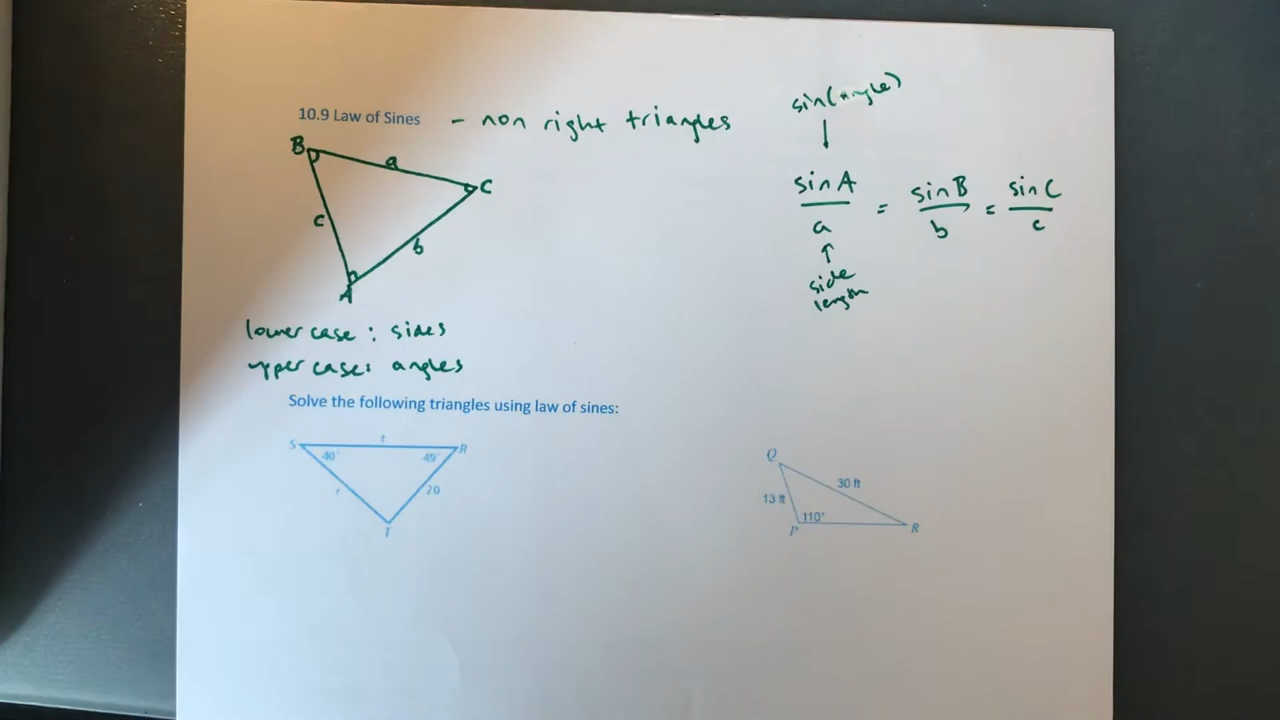 10.9 Law of Sines - non right triangles
B
a
C
c
b
A
lower case : sides
upper case: angles
sin(angle)
sin A / a = sin B / b = sin C / c
side
length
Solve the following triangles using law of sines:
S
t
R
40°
49°
r
20
T
Q
30 ft
13 ft
110°
P
R